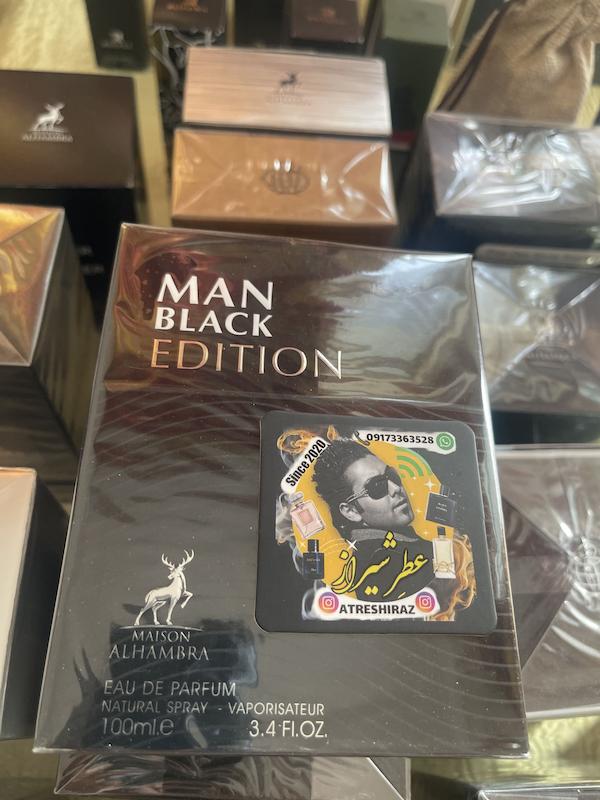 ALHAMBRA
MAN
BLACK
EDITION
Since 2020
09173363528
عطر شیراز
ATRESHIRAZ
MAISON
ALHAMBRA
EAU DE PARFUM
NATURAL SPRAY - VAPORISATEUR
100ml.e 3.4 Fl.OZ.